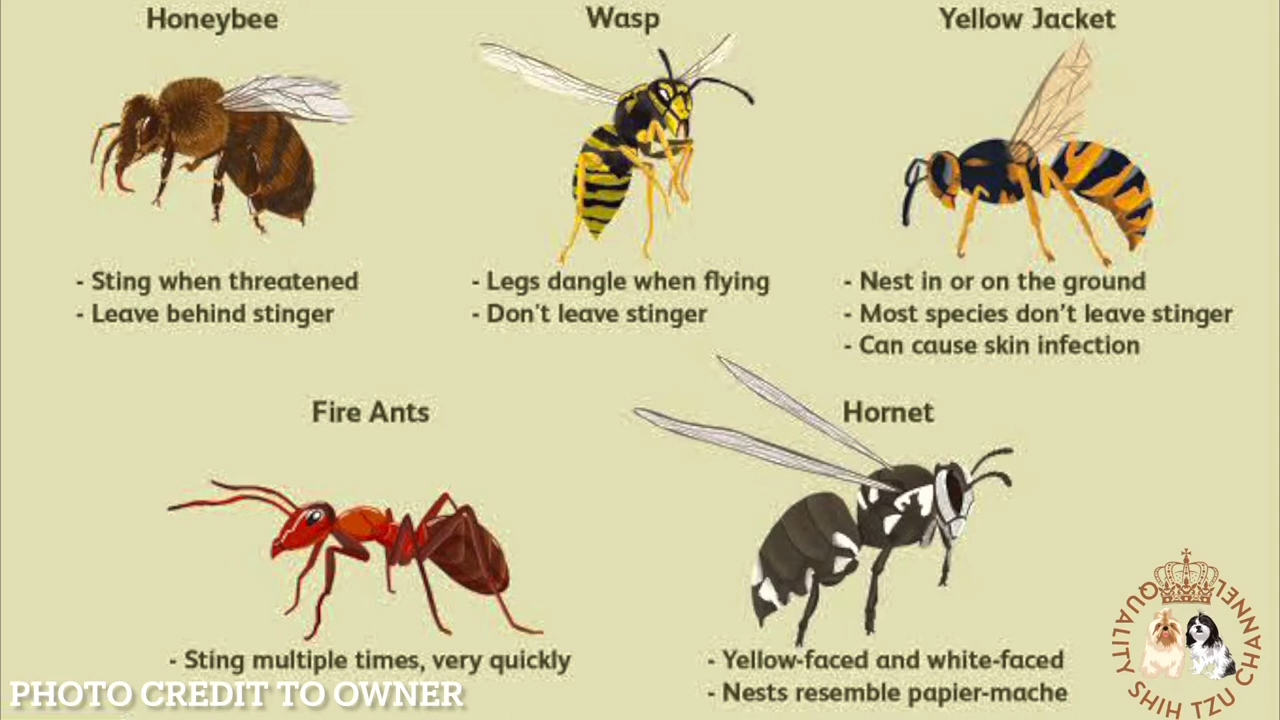 Honeybee
Wasp
Yellow Jacket
- Sting when threatened
- Leave behind stinger
- Legs dangle when flying
- Don't leave stinger
- Nest in or on the ground
- Most species don't leave stinger
- Can cause skin infection
Fire Ants
Hornet
- Sting multiple times, very quickly
- Yellow-faced and white-faced
- Nests resemble papier-mache
PHOTO CREDIT TO OWNER
QUALITY SHIH TZU CHANNEL